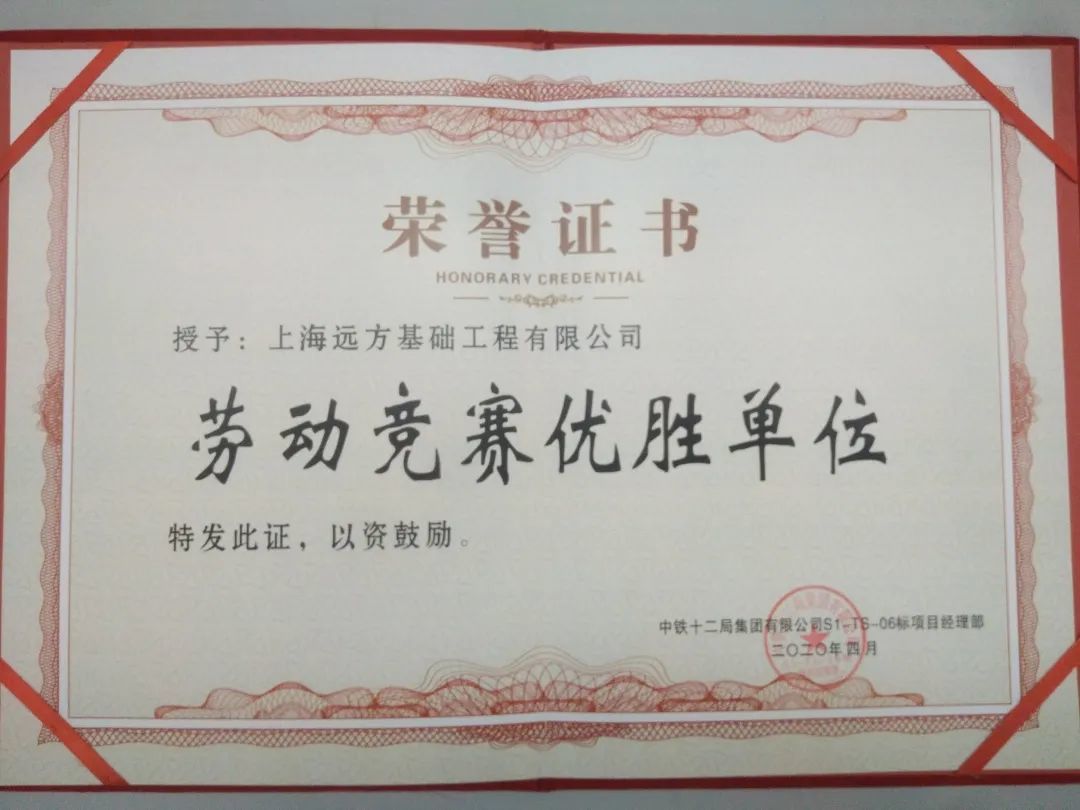 荣誉证书
HONORARY CREDENTIAL
授予：上海远方基础工程有限公司
劳动竞赛优胜单位
特发此证，以资鼓励。
中铁十二局集团有限公司S1-TS-06标项目经理部
二〇二〇年四月